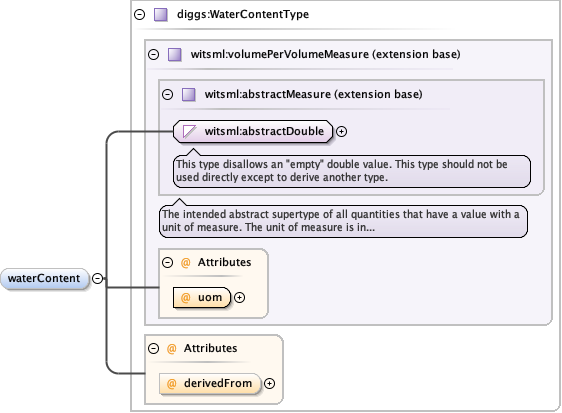 diggs:WaterContentType
witsml:volumePerVolumeMeasure (extension base)
witsml:abstractMeasure (extension base)
witsml:abstractDouble
This type disallows an "empty" double value. This type should not be
used directly except to derive another type.
The intended abstract supertype of all quantities that have a value with a
unit of measure. The unit of measure is in...
@ Attributes
@ uom
waterContent
@ Attributes
@ derivedFrom